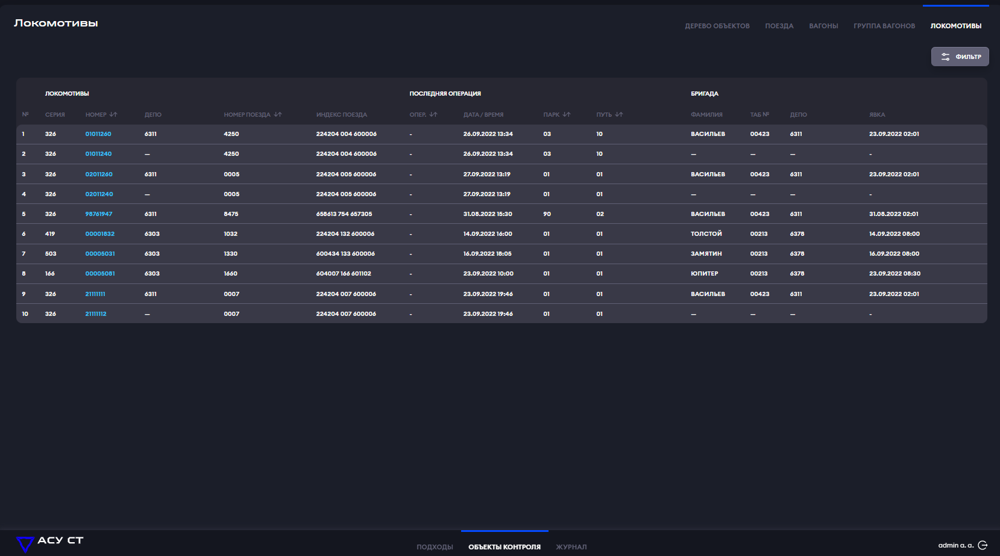 Локомотивы
ДЕРЕВО ОБЪЕКТОВ ПОЕЗДА ВАГОНЫ ГРУППА ВАГОНОВ ЛОКОМОТИВЫ
ФИЛЬТР
ЛОКОМОТИВЫ ПОСЛЕДНЯЯ ОПЕРАЦИЯ БРИГАДА
№ СЕРИЯ НОМЕР ДЕПО НОМЕР ПОЕЗДА ИНДЕКС ПОЕЗДА ОПЕР. ДАТА / ВРЕМЯ ПАРК ПУТЬ ФАМИЛИЯ ТАБ № ДЕПО ЯВКА
1 326 01011260 6311 4250 224204 004 600006 - 26.09.2022 13:34 03 10 ВАСИЛЬЕВ 00423 6311 23.09.2022 02:01
2 326 01011240 — 4250 224204 004 600006 - 26.09.2022 13:34 03 10 — — — -
3 326 02011260 6311 0005 224204 005 600006 - 27.09.2022 13:19 01 01 ВАСИЛЬЕВ 00423 6311 23.09.2022 02:01
4 326 02011240 — 0005 224204 005 600006 - 27.09.2022 13:19 01 01 — — — -
5 326 98761947 6311 8475 658613 754 657305 - 31.08.2022 15:30 90 02 ВАСИЛЬЕВ 00423 6311 31.08.2022 02:01
6 419 00001832 6303 1032 224204 132 600006 - 14.09.2022 16:00 01 01 ТОЛСТОЙ 00213 6378 14.09.2022 08:00
7 503 00005031 6303 1330 600434 133 600006 - 16.09.2022 18:05 01 01 ЗАМЯТИН 00213 6378 16.09.2022 08:00
8 166 00005081 6303 1660 604007 166 601102 - 23.09.2022 10:00 01 01 ЮПИТЕР 00213 6378 23.09.2022 08:30
9 326 21111111 6311 0007 224204 007 600006 - 23.09.2022 19:46 01 01 ВАСИЛЬЕВ 00423 6311 23.09.2022 02:01
10 326 21111112 — 0007 224204 007 600006 - 23.09.2022 19:46 01 01 — — — -
АСУ СТ
ПОДХОДЫ ОБЪЕКТЫ КОНТРОЛЯ ЖУРНАЛ
admin a. a.